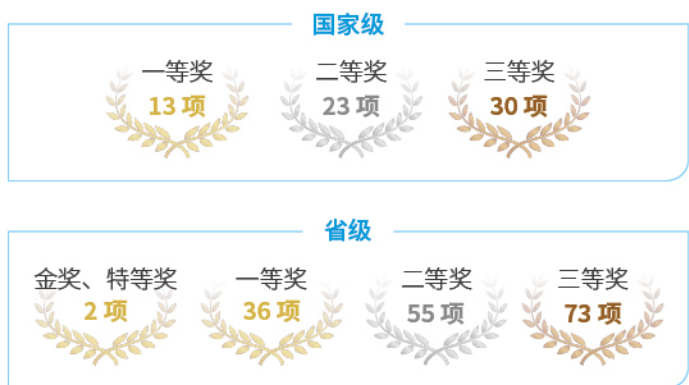 国家级
一等奖 二等奖 三等奖
13 项 23 项 30 项
省级
金奖、特等奖 一等奖 二等奖 三等奖
2 项 36 项 55 项 73 项